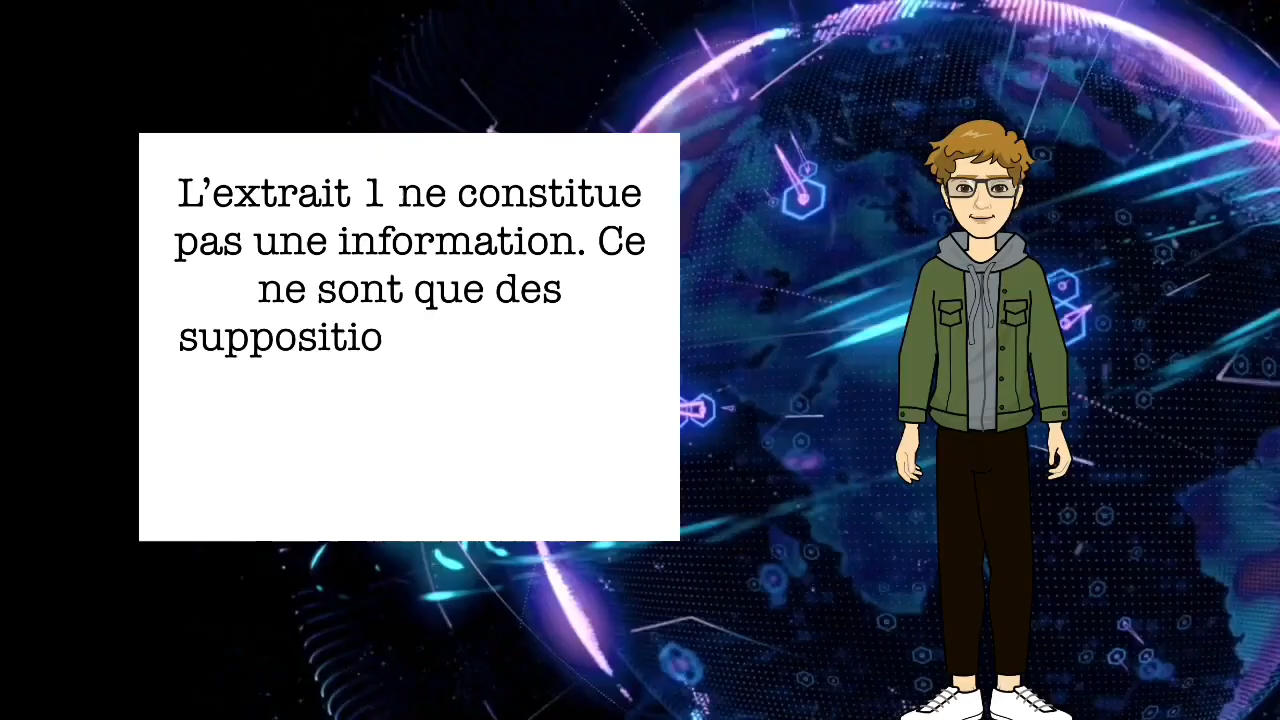 L'extrait 1 ne constitue
pas une information. Ce
ne sont que des
suppositio